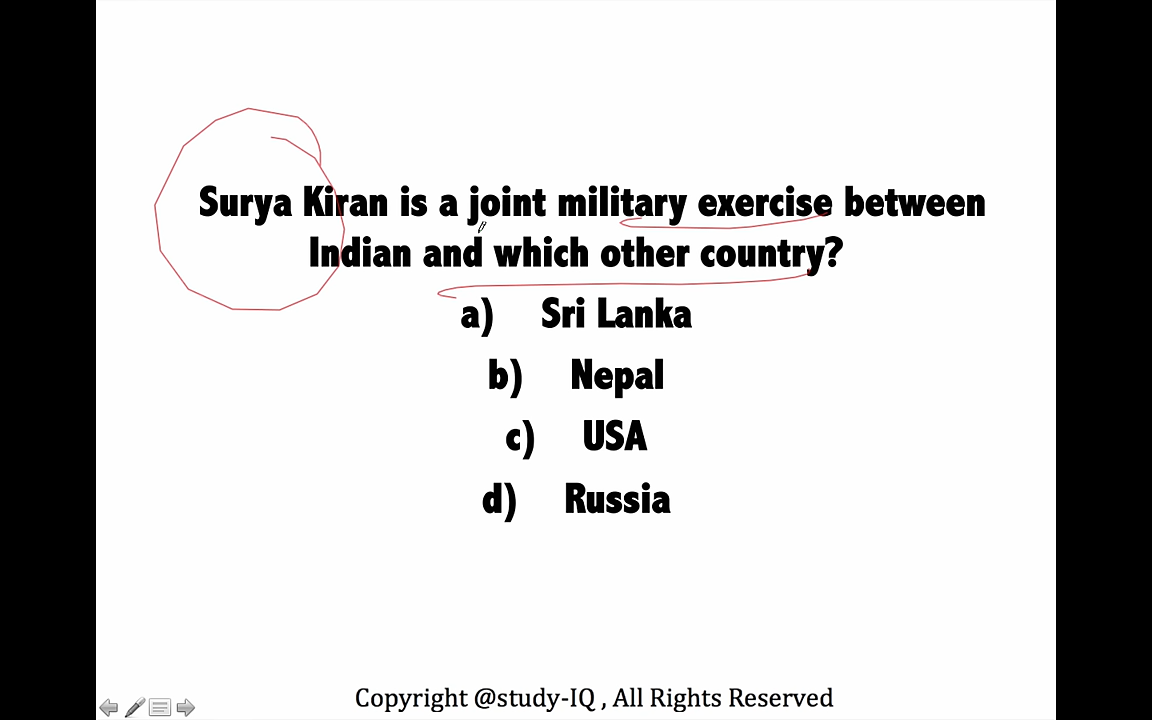 Surya Kiran is a joint military exercise between
Indian and which other country?
a) Sri Lanka
b) Nepal
c) USA
d) Russia
Copyright @study-IQ , All Rights Reserved